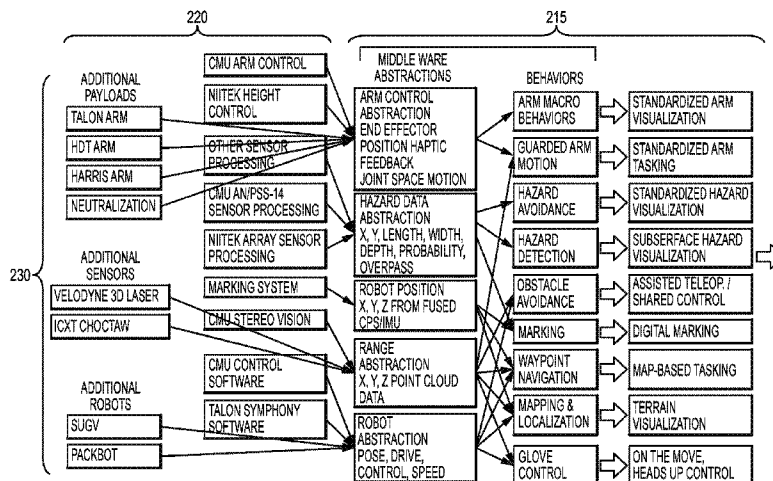 220
215
230
ADDITIONAL
PAYLOADS
TALON ARM
HDT ARM
HARRIS ARM
NEUTRALIZATION
ADDITIONAL
SENSORS
VELODYNE 3D LASER
ICXT CHOCTAW
ADDITIONAL
ROBOTS
SUGV
PACKBOT
CMU ARM CONTROL
NIITEK HEIGHT
CONTROL
OTHER SENSOR
PROCESSING
CMU AN/PSS-14
SENSOR PROCESSING
NIITEK ARRAY SENSOR
PROCESSING
MARKING SYSTEM
CMU STEREO VISION
CMU CONTROL
SOFTWARE
TALON SYMPHONY
SOFTWARE
MIDDLE WARE
ABSTRACTIONS
ARM CONTROL
ABSTRACTION
END EFFECTOR
POSITION HAPTIC
FEEDBACK
JOINT SPACE MOTION
HAZARD DATA
ABSTRACTION
X, Y, LENGTH, WIDTH,
DEPTH, PROBABILITY,
OVERPASS
ROBOT POSITION
X, Y, Z FROM FUSED
CPS/IMU
RANGE
ABSTRACTION
X, Y, Z POINT CLOUD
DATA
ROBOT
ABSTRACTION
POSE, DRIVE,
CONTROL, SPEED
BEHAVIORS
ARM MACRO
BEHAVIORS
GUARDED ARM
MOTION
HAZARD
AVOIDANCE
HAZARD
DETECTION
OBSTACLE
AVOIDANCE
MARKING
WAYPOINT
NAVIGATION
MAPPING &
LOCALIZATION
GLOVE
CONTROL
STANDARDIZED ARM
VISUALIZATION
STANDARDIZED ARM
TASKING
STANDARDIZED HAZARD
VISUALIZATION
SUBSERFACE HAZARD
VISUALIZATION
ASSISTED TELEOP. /
SHARED CONTROL
DIGITAL MARKING
MAP-BASED TASKING
TERRAIN
VISUALIZATION
ON THE MOVE,
HEADS UP CONTROL